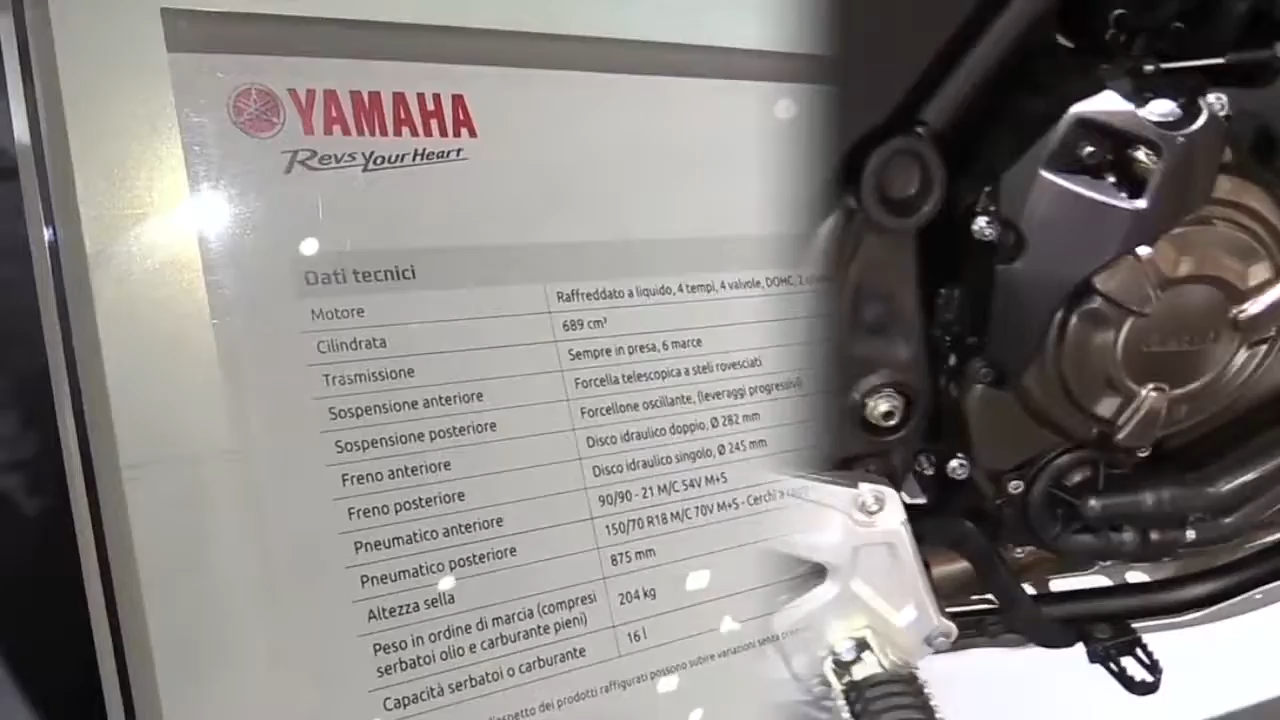 YAMAHA
Revs Your Heart
Dati tecnici
Motore Raffreddato a liquido, 4 tempi, 4 valvole, DOHC, 2
Cilindrata 689 cm³
Trasmissione Sempre in presa, 6 marce
Sospensione anteriore Forcella telescopica a steli rovesciati
Sospensione posteriore Forcellone oscillante, (leveraggi progressivi)
Freno anteriore Disco idraulico doppio, Ø 282 mm
Freno posteriore Disco idraulico singolo, Ø 245 mm
Pneumatico anteriore 90/90 - 21 M/C 54V M+S
Pneumatico posteriore 150/70 R18 M/C 70V M+S - Cerchi a
Altezza sella 875 mm
Peso in ordine di marcia (compresi
serbatoi olio e carburante pieni) 204 kg
Capacità serbatoi o carburante 16 l
dei prodotti raffigurati possono subire variazioni senza